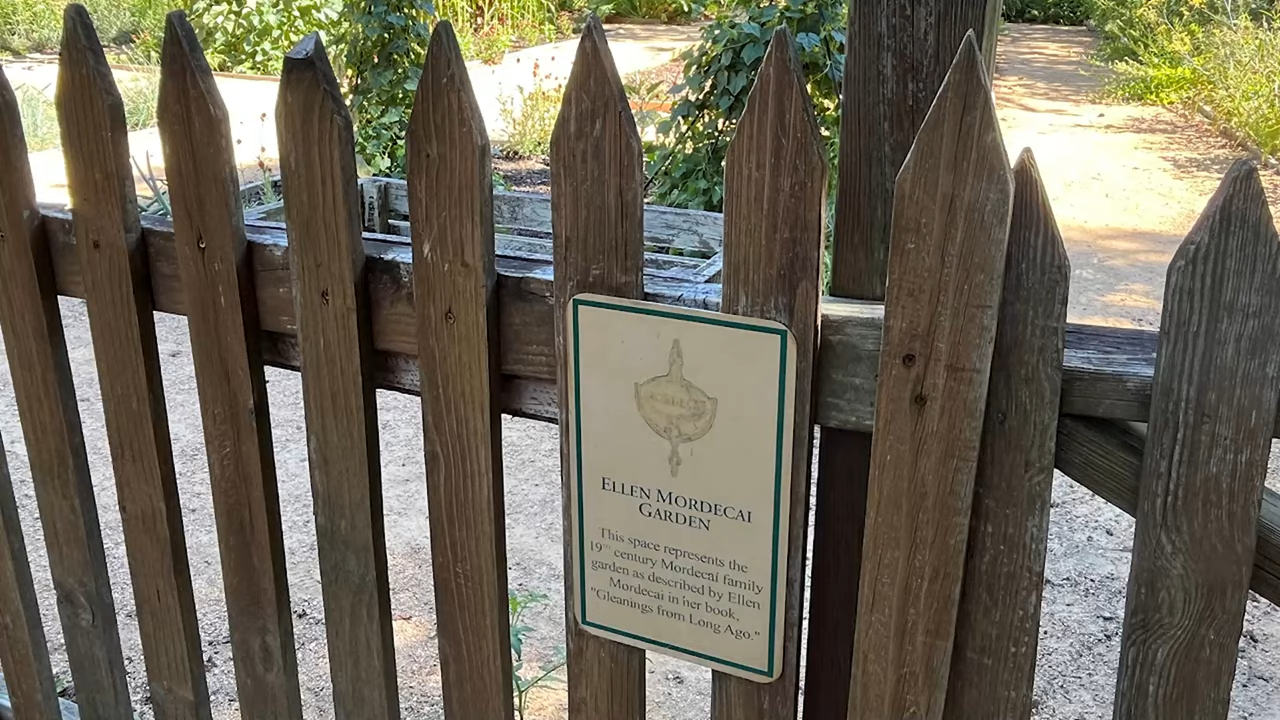 ELLEN MORDECAI
GARDEN
This space represents the
19th century Mordecai family
garden as described by Ellen
Mordecai in her book,
"Gleanings from Long Ago."